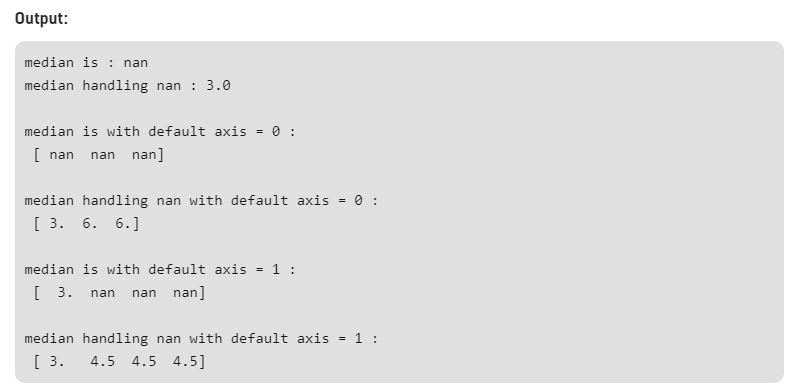 Output:
median is : nan
median handling nan : 3.0
median is with default axis = 0 :
[ nan  nan  nan]
median handling nan with default axis = 0 :
[ 3.  6.  6.]
median is with default axis = 1 :
[  3.  nan  nan  nan]
median handling nan with default axis = 1 :
[ 3.   4.5  4.5  4.5]